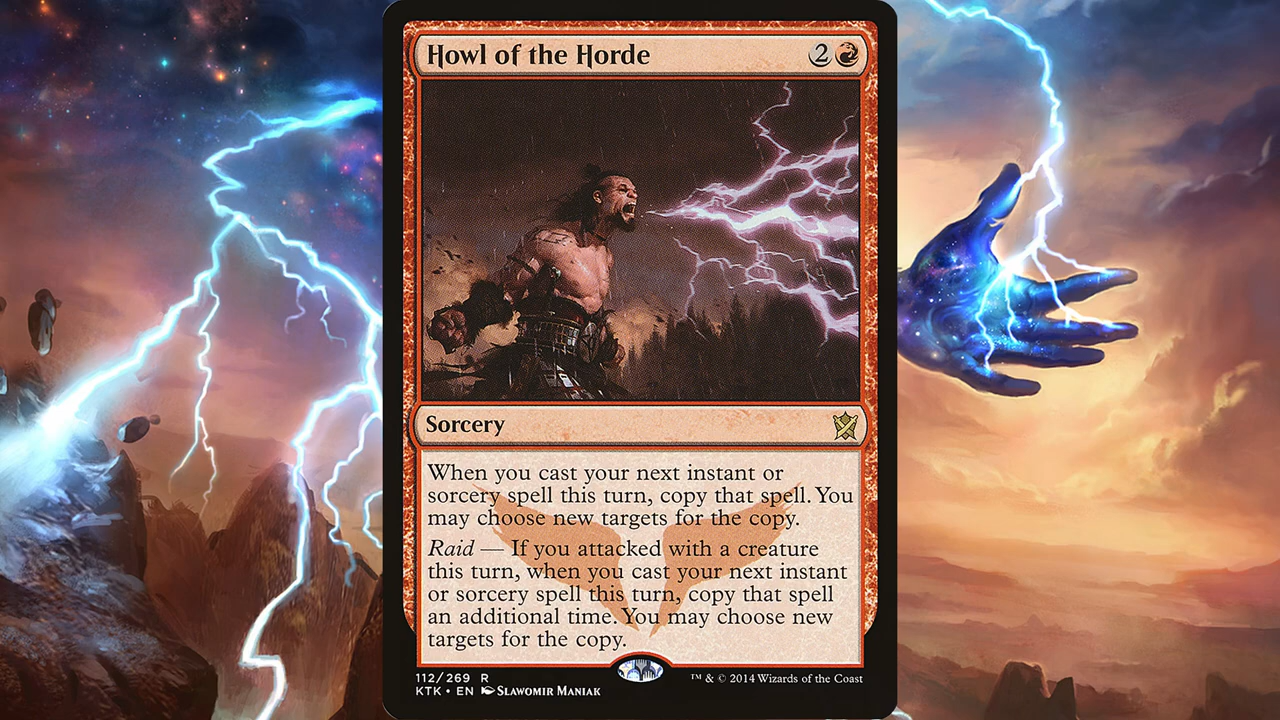 Howl of the Horde 2
Sorcery
When you cast your next instant or
sorcery spell this turn, copy that spell. You
may choose new targets for the copy.
Raid — If you attacked with a creature
this turn, when you cast your next instant
or sorcery spell this turn, copy that spell
an additional time. You may choose new
targets for the copy.
112/269 R
KTK • EN Slawomir Maniak
™ & © 2014 Wizards of the Coast